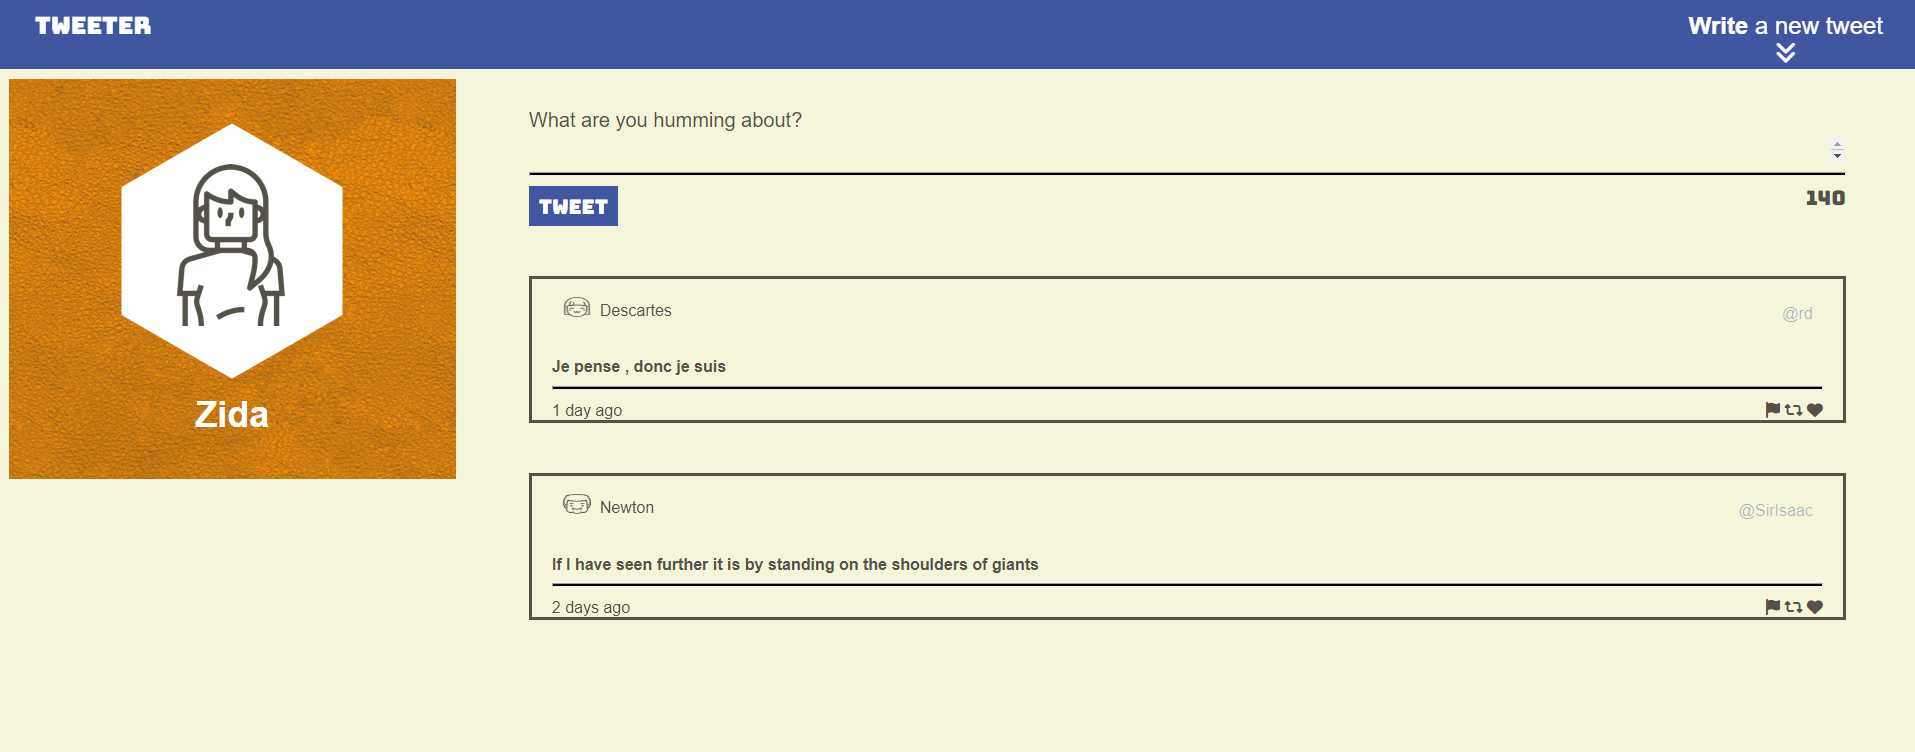 TWEETER
Write a new tweet
Zida
What are you humming about?
TWEET
140
Descartes
@rd
Je pense , donc je suis
1 day ago
Newton
@SirIsaac
If I have seen further it is by standing on the shoulders of giants
2 days ago